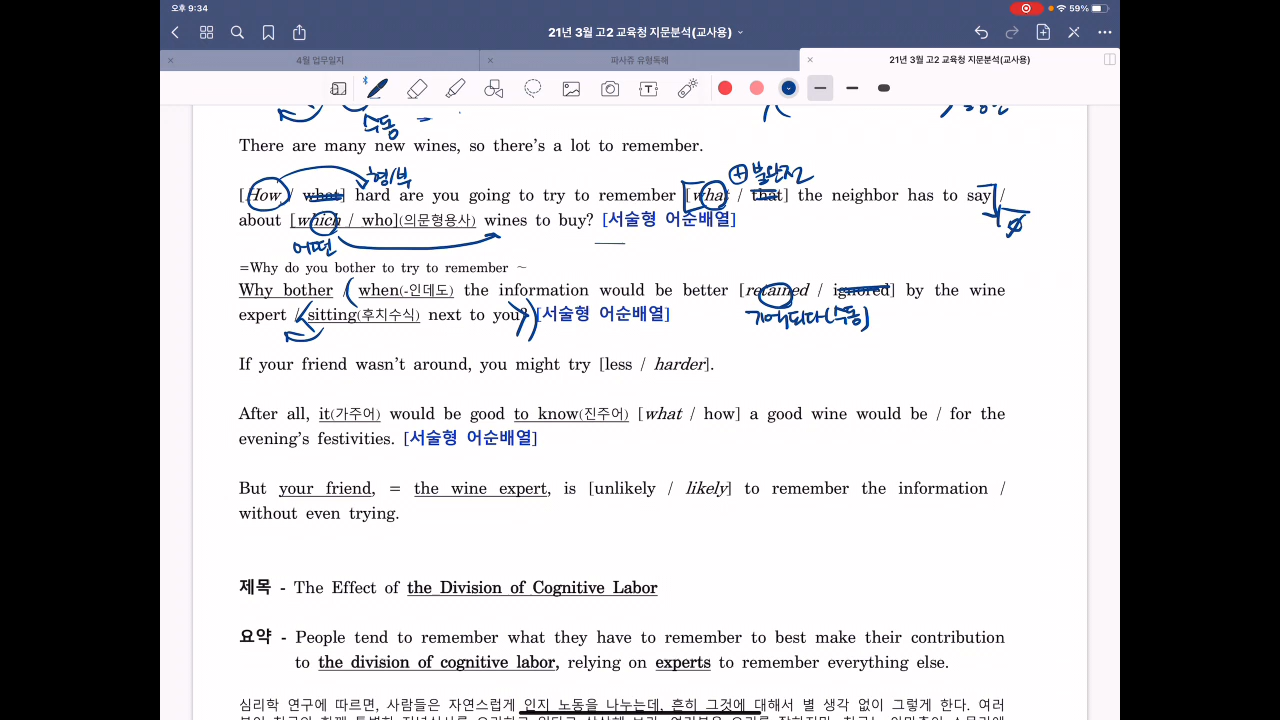 오후 9:34
59%
21년 3월 고2 교육청 지문분석(교사용)
4월 업무일지
파사쥬 유형독해
21년 3월 고2 교육청 지문분석(교사용)
수동
There are many new wines, so there's a lot to remember.
형/부
⊕ 불완전
[How / what] hard are you going to try to remember [what / that] the neighbor has to say /
about [which / who](의문형용사) wines to buy? [서술형 어순배열]
어떤
=Why do you bother to try to remember ~
Why bother / (when(-인데도) the information would be better [retained / ignored] by the wine
expert / sitting(후치수식) next to you? [서술형 어순배열]
기억되다(수동)
If your friend wasn't around, you might try [less / harder].
After all, it(가주어) would be good to know(진주어) [what / how] a good wine would be / for the
evening's festivities. [서술형 어순배열]
But your friend, = the wine expert, is [unlikely / likely] to remember the information /
without even trying.
제목 - The Effect of the Division of Cognitive Labor
요약 - People tend to remember what they have to remember to best make their contribution
to the division of cognitive labor, relying on experts to remember everything else.
심리학 연구에 따르면, 사람들은 자연스럽게 인지 노동을 나누는데, 흔히 그것에 대해서 별 생각 없이 그렇게 한다. 여러